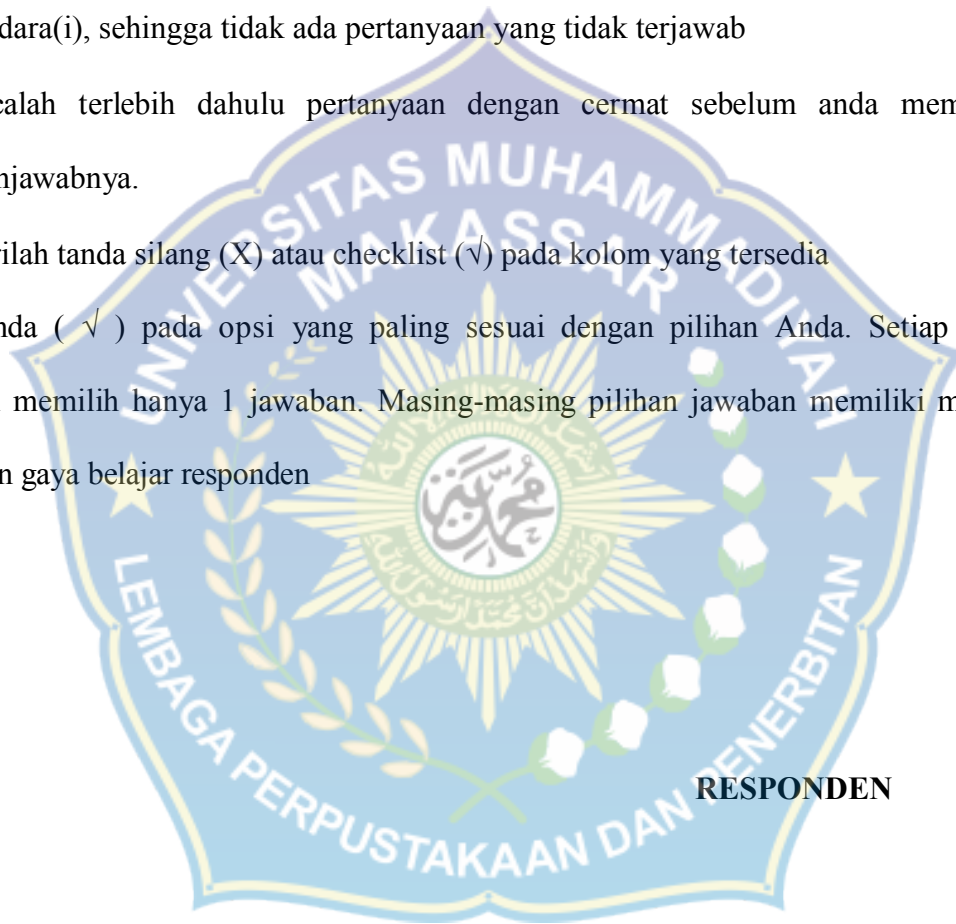 dara(i), sehingga tidak ada pertanyaan yang tidak terjawab
calah terlebih dahulu pertanyaan dengan cermat sebelum anda mem
njawabnya.
rilah tanda silang (X) atau checklist (√) pada kolom yang tersedia
nda ( √ ) pada opsi yang paling sesuai dengan pilihan Anda. Setiap
memilih hanya 1 jawaban. Masing-masing pilihan jawaban memiliki m
n gaya belajar responden
RESPONDEN
UNIVERSITAS MUHAMMADIYAH
MAKASSAR
محمد
LEMBAGA PERPUSTAKAAN DAN PENERBITAN